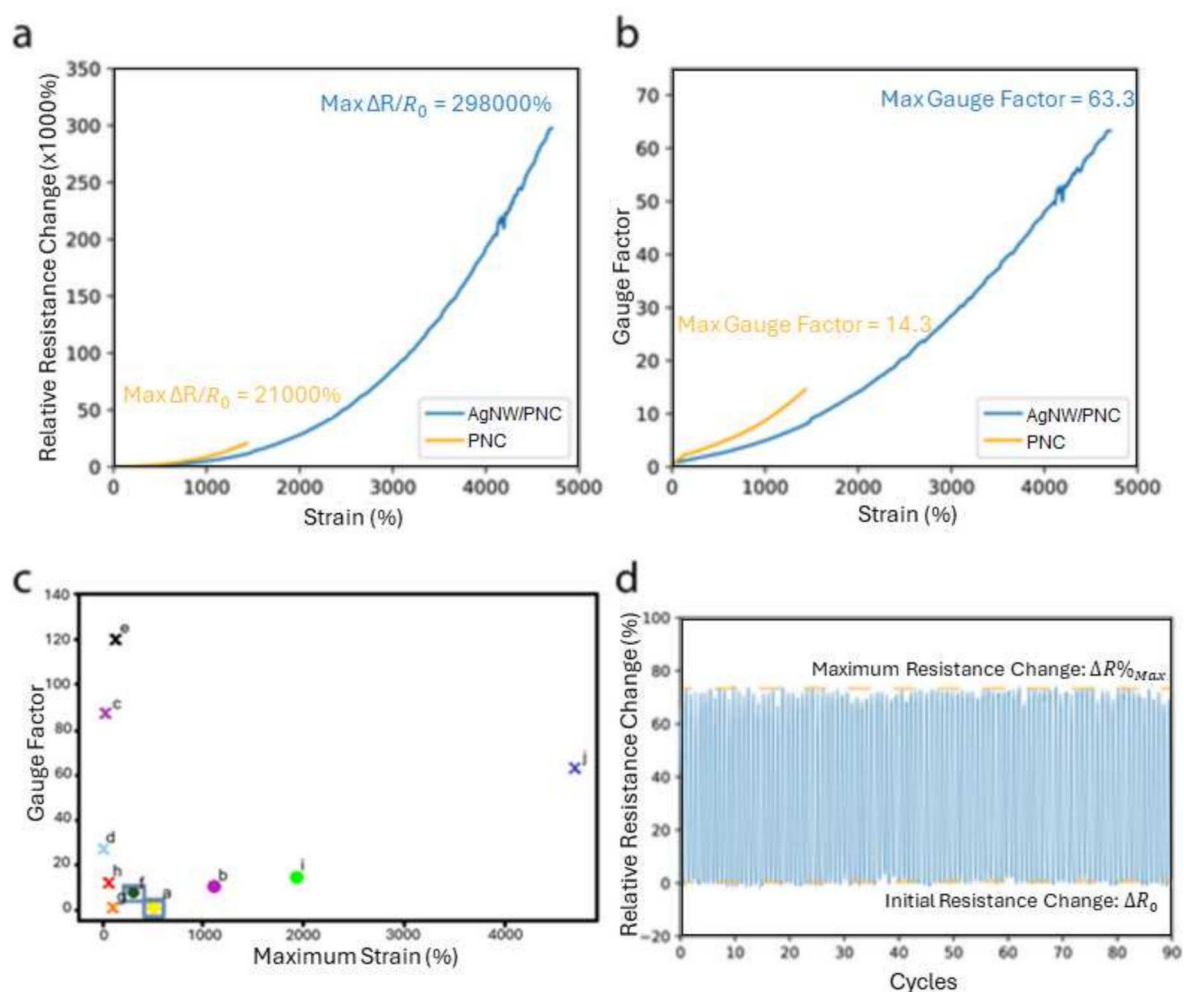 a
Relative Resistance Change (x1000%)
350
300
250
200
150
100
50
0
Max ΔR/R₀ = 298000%
Max ΔR/R₀ = 21000%
AgNW/PNC
PNC
0 1000 2000 3000 4000 5000
Strain (%)
b
Gauge Factor
70
60
50
40
30
20
10
0
Max Gauge Factor = 63.3
Max Gauge Factor = 14.3
AgNW/PNC
PNC
0 1000 2000 3000 4000 5000
Strain (%)
c
Gauge Factor
140
120
100
80
60
40
20
0
e
c
j
d
h
f
g
a
b
i
0 1000 2000 3000 4000
Maximum Strain (%)
d
Relative Resistance Change (%)
100
80
60
40
20
0
−20
Maximum Resistance Change: ΔR%Max
Initial Resistance Change: ΔR₀
0 10 20 30 40 50 60 70 80 90
Cycles